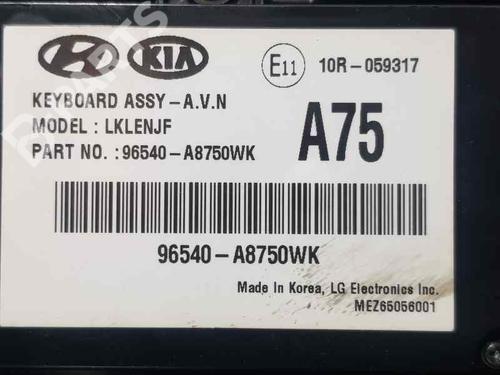 KIA
E11 10R-059317
KEYBOARD ASSY-A.V.N
MODEL : LKLENJF
PART NO. : 96540-A8750WK
A75
96540-A8750WK
Made in Korea, LG Electronics Inc.
MEZ65056001